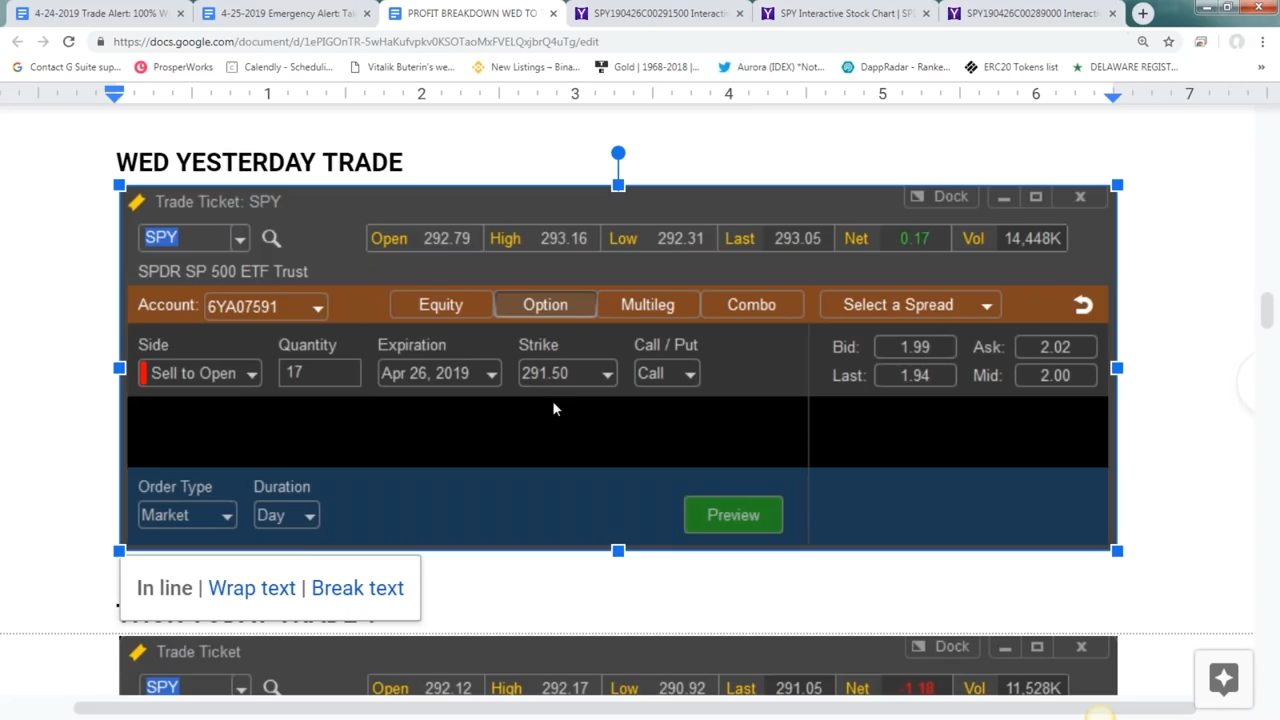 4-24-2019 Trade Alert: 100% W
4-25-2019 Emergency Alert: Tak
PROFIT BREAKDOWN WED TO
SPY190426C00291500 Interacti
SPY Interactive Stock Chart | SP
SPY190426C00289000 Interact
https://docs.google.com/document/d/1ePIGOnTR-5wHaKufvpkv0KSOTaoMxFVELQxjbrQ4uTg/edit
Contact G Suite sup...
ProsperWorks
Calendly - Scheduli...
Vitalik Buterin's we...
New Listings – Bina...
Gold | 1968-2018 |...
Aurora (IDEX) *Not...
DappRadar - Ranke...
ERC20 Tokens list
DELAWARE REGIST...
»
1 2 3 4 5 6 7
WED YESTERDAY TRADE
Trade Ticket: SPY
Dock
SPY
Open 292.79 High 293.16 Low 292.31 Last 293.05 Net 0.17 Vol 14,448K
SPDR SP 500 ETF Trust
Account: 6YA07591 Equity Option Multileg Combo Select a Spread
Side Quantity Expiration Strike Call / Put
Bid: 1.99 Ask: 2.02
Sell to Open 17 Apr 26, 2019 291.50 Call
Last: 1.94 Mid: 2.00
Order Type Duration
Market Day Preview
In line | Wrap text | Break text
Trade Ticket
Dock
SPY
Open 292.12 High 292.17 Low 290.92 Last 291.05 Net -1.18 Vol 11,528K